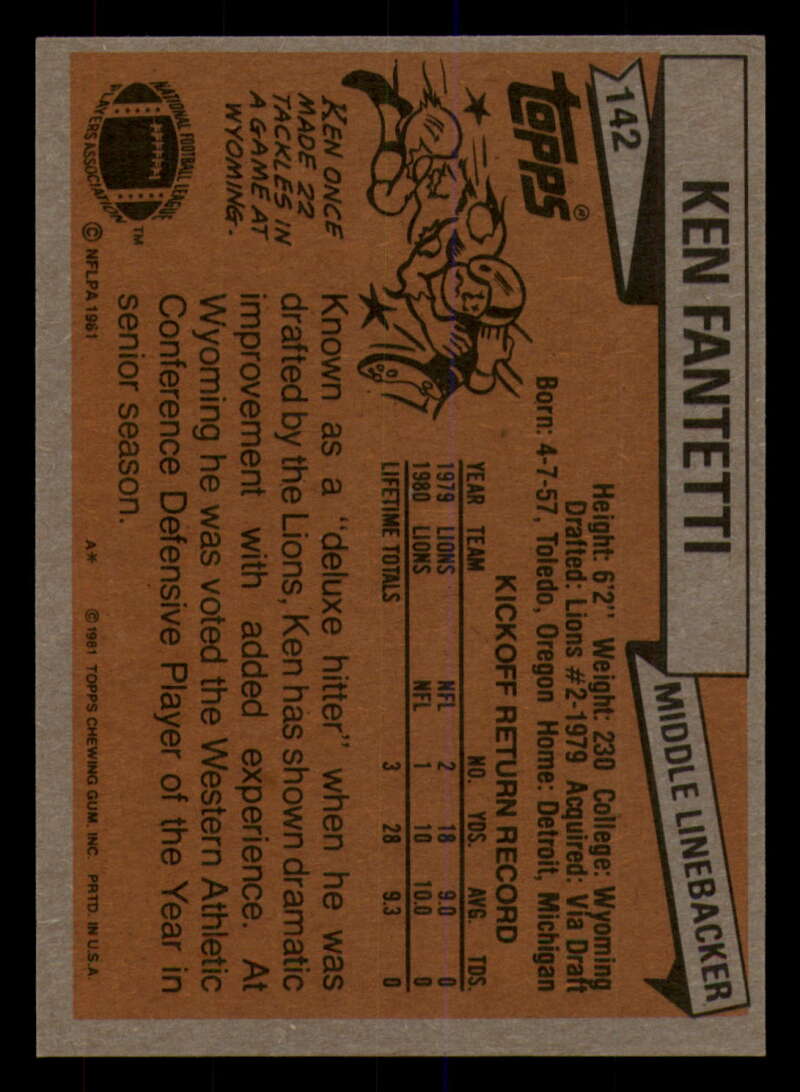 142
KEN FANTETTI
MIDDLE LINEBACKER
TOPPS®
Height: 6'2" Weight: 230 College: Wyoming
Drafted: Lions #2-1979 Acquired: Via Draft
Born: 4-7-57, Toledo, Oregon Home: Detroit, Michigan
KICKOFF RETURN RECORD
YEAR TEAM NO. YDS. AVG. TDS.
1979 LIONS NFL 2 18 9.0 0
1980 LIONS NFL 1 10 10.0 0
LIFETIME TOTALS 3 28 9.3 0
KEN ONCE
MADE 22
TACKLES IN
A GAME AT
WYOMING.
Known as a "deluxe hitter" when he was
drafted by the Lions, Ken has shown dramatic
improvement with added experience. At
Wyoming he was voted the Western Athletic
Conference Defensive Player of the Year in
senior season.
NATIONAL FOOTBALL LEAGUE
PLAYERS ASSOCIATION
™
© NFLPA 1981
A* © 1981 TOPPS CHEWING GUM, INC. PRTD. IN U.S.A.